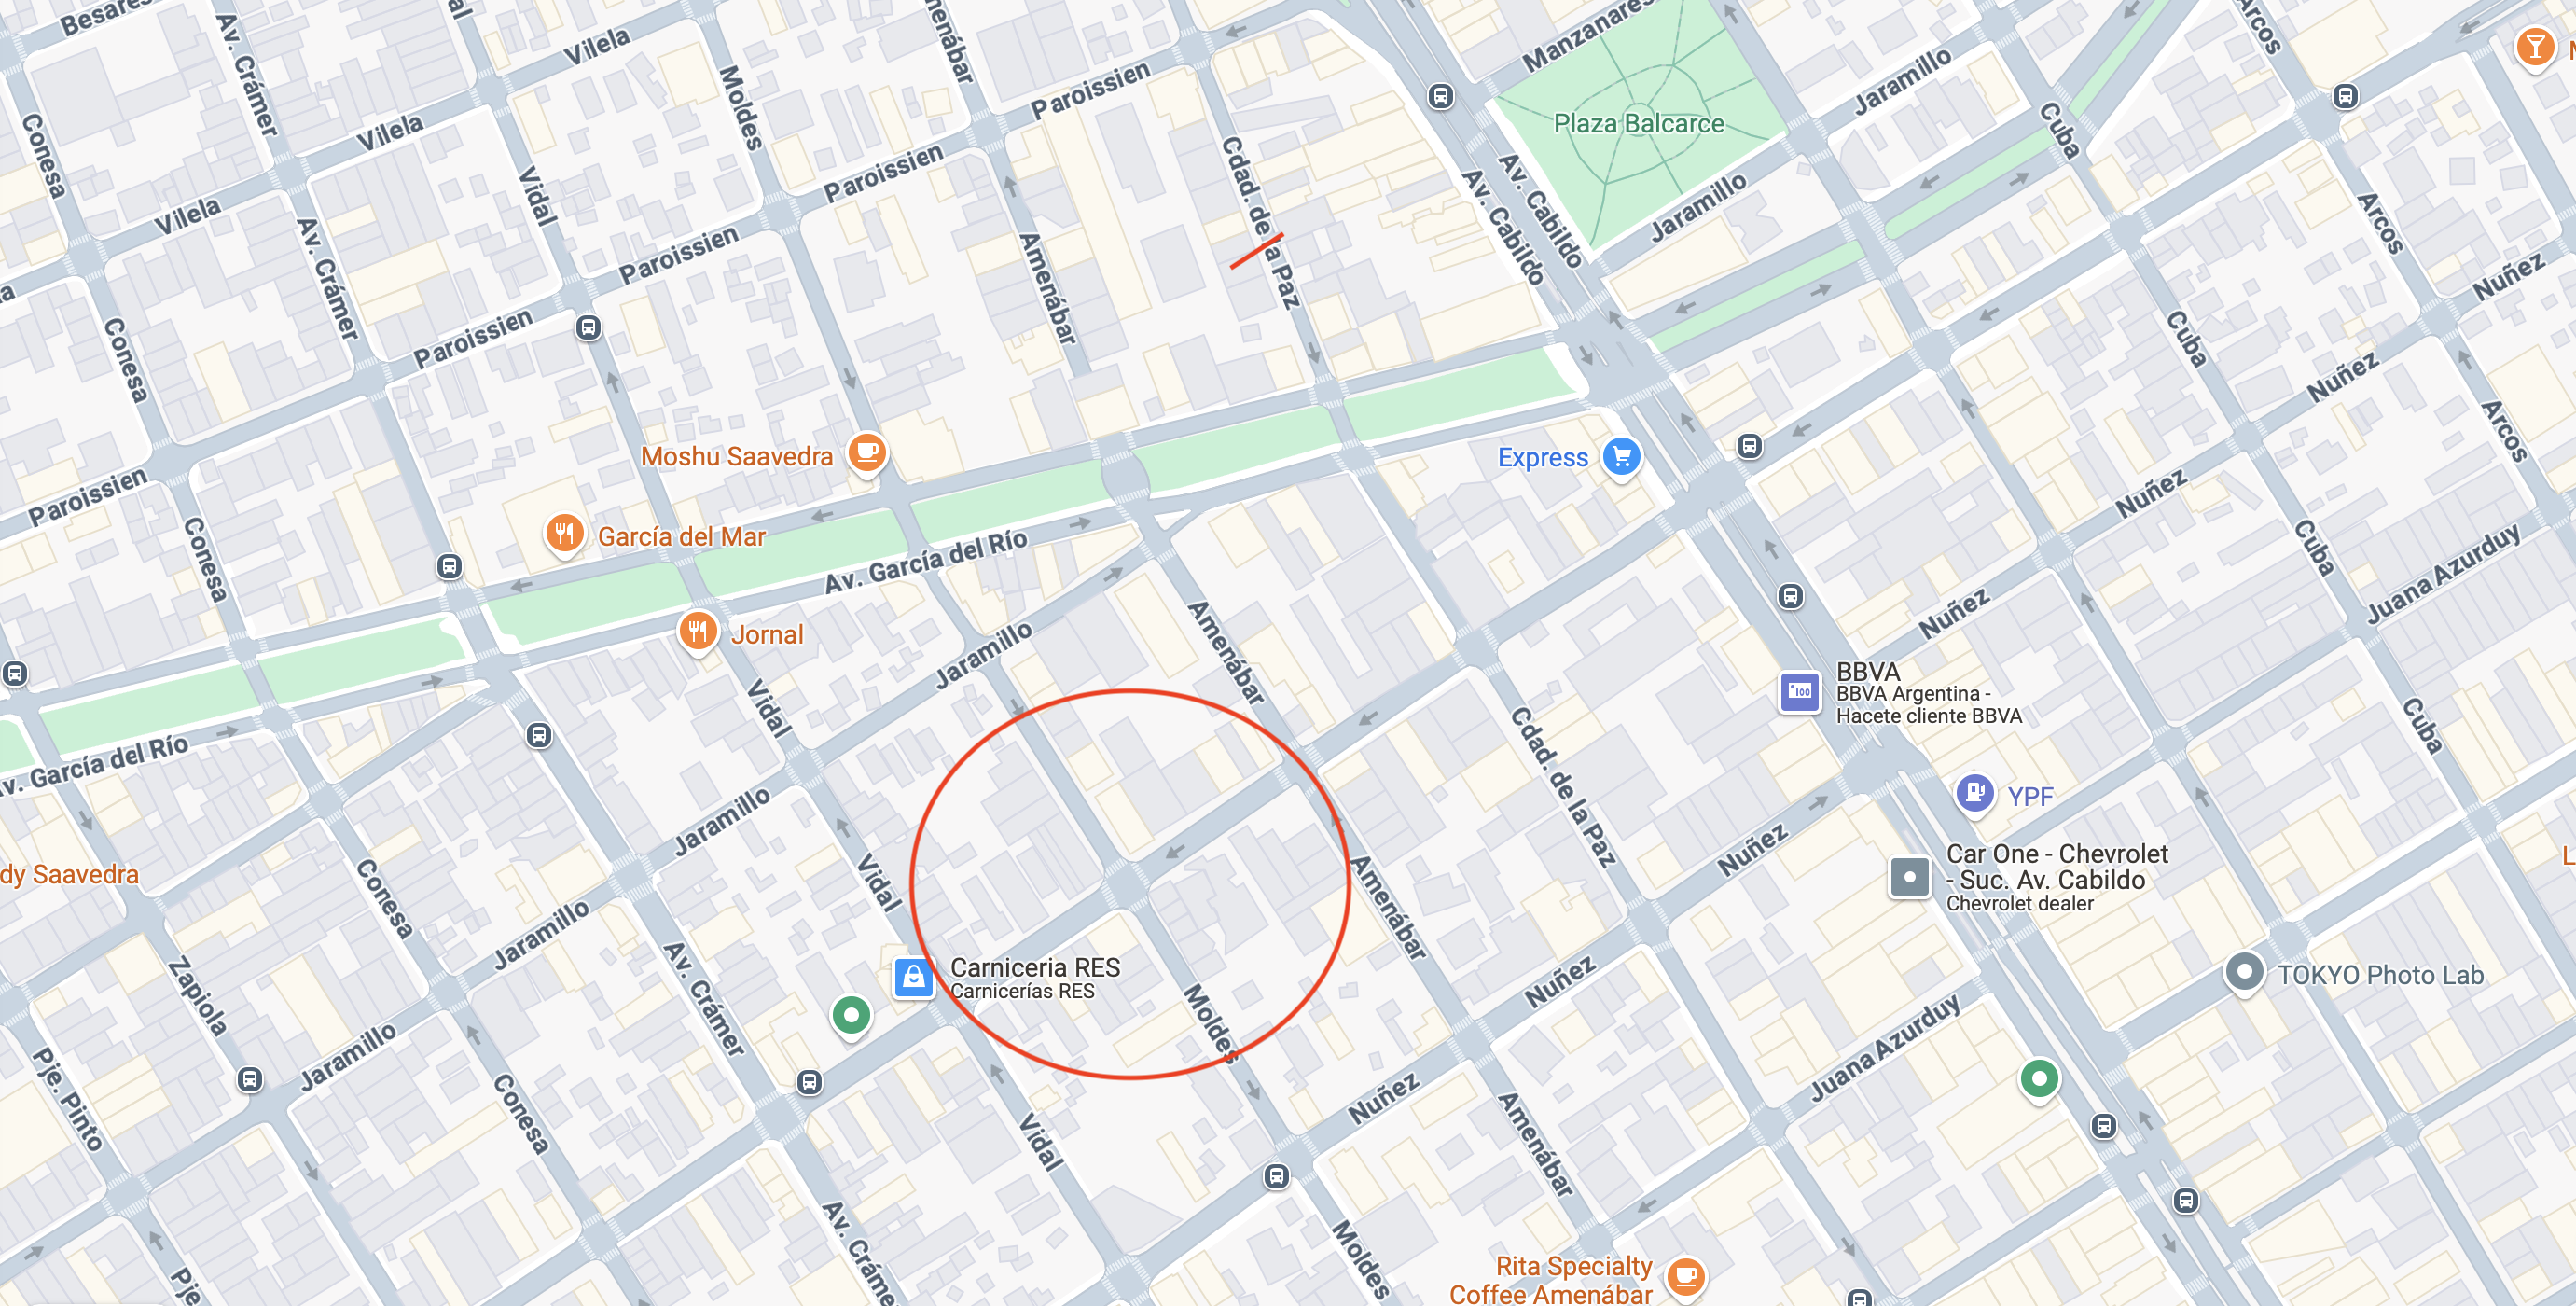 Besares
Av. Crámer
Vilela
Moldes
Paroissien
Manzanares
Jaramillo
Arcos
Conesa
Vilela
Plaza Balcarce
Cuba
Vilela
Vidal
Paroissien
Cdad. de la Paz
Av. Cabildo
Av. Cabildo
Jaramillo
Av. Crámer
Paroissien
Amenábar
Arcos
Nuñez
Conesa
Paroissien
Cuba
Nuñez
Moshu Saavedra
Express
Arcos
Paroissien
Conesa
García del Mar
Av. García del Río
Nuñez
Cuba
Juana Azurduy
Jornal
Jaramillo
Amenábar
Nuñez
Vidal
BBVA
BBVA Argentina -
Hacete cliente BBVA
Cuba
Av. García del Río
Cdad. de la Paz
Jaramillo
YPF
Nuñez
Vidal
Conesa
Amenábar
Car One - Chevrolet
- Suc. Av. Cabildo
Chevrolet dealer
dy Saavedra
Jaramillo
Carniceria RES
Carnicerías RES
TOKYO Photo Lab
Zapiola
Av. Crámer
Moldes
Nuñez
Jaramillo
Juana Azurduy
Pje. Pinto
Conesa
Vidal
Nuñez
Amenábar
Av. Cráme
Moldes
Pje
Rita Specialty
Coffee Amenábar